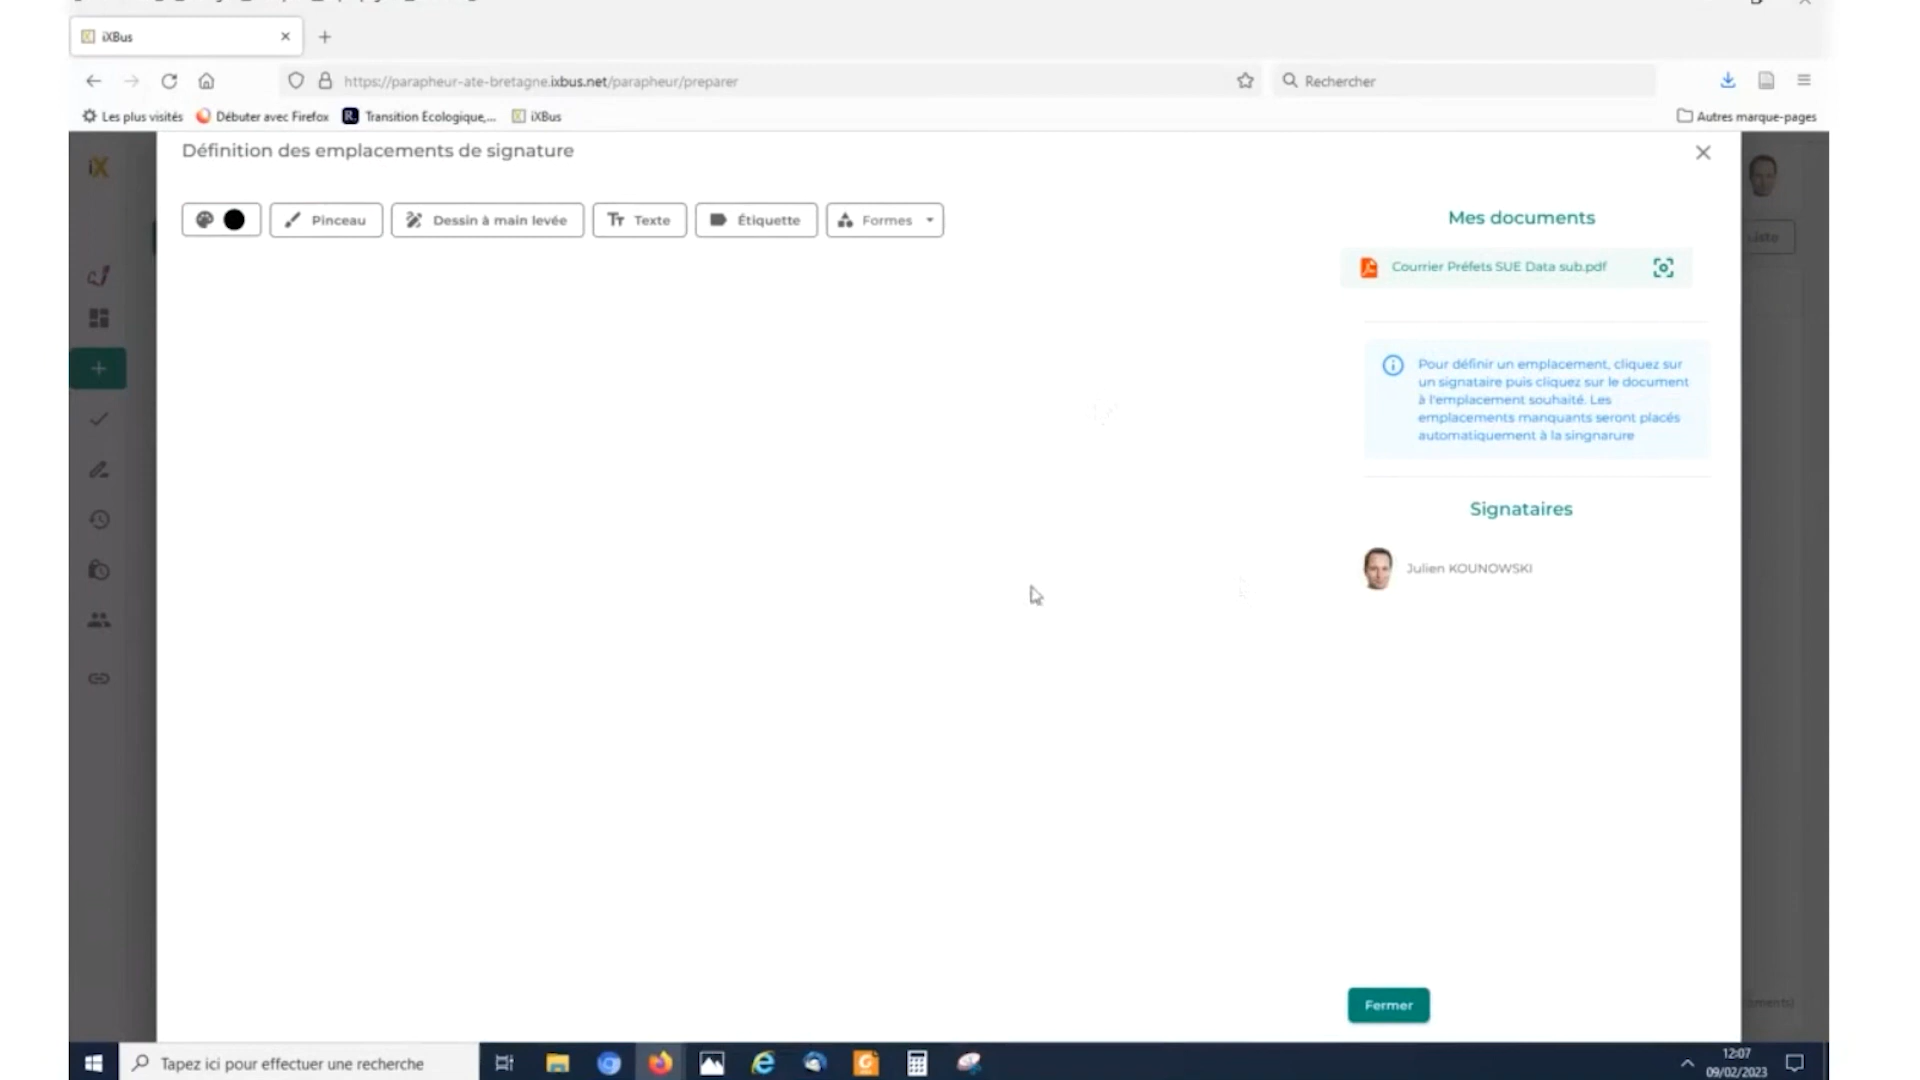 iXBus
https://parapheur-ate-bretagne.ixbus.net/parapheur/preparer
Rechercher
Les plus visités
Débuter avec Firefox
Transition Ecologique,...
iXBus
Autres marque-pages
iX
Définition des emplacements de signature
Liste
Pinceau
Dessin à main levée
Texte
Étiquette
Formes
Mes documents
Courrier Préfets SUE Data sub.pdf
Pour définir un emplacement, cliquez sur
un signataire puis cliquez sur le document
à l'emplacement souhaité. Les
emplacements manquants seront placés
automatiquement à la singnarure
Signataires
Julien KOUNOWSKI
Fermer
Tapez ici pour effectuer une recherche
12:07
09/02/2023